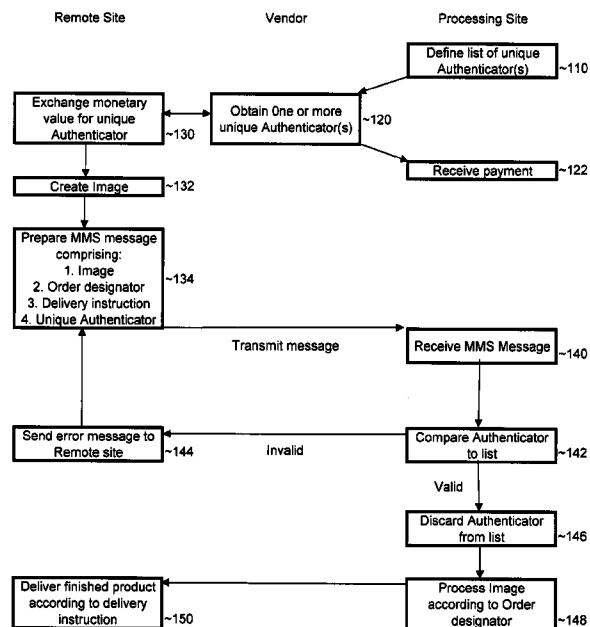 Remote Site
Vendor
Processing Site
Define list of unique
Authenticator(s)
~110
Exchange monetary
value for unique
Authenticator
~130
Obtain 0ne or more
unique Authenticator(s)
~120
Receive payment
~122
Create Image
~132
Prepare MMS message
comprising:
1. Image
2. Order designator
3. Delivery instruction
4. Unique Authenticator
~134
Transmit message
Receive MMS Message
~140
Send error message to
Remote site
~144
Invalid
Compare Authenticator
to list
~142
Valid
Discard Authenticator
from list
~146
Deliver finished product
according to delivery
instruction
~150
Process Image
according to Order
designator
~148